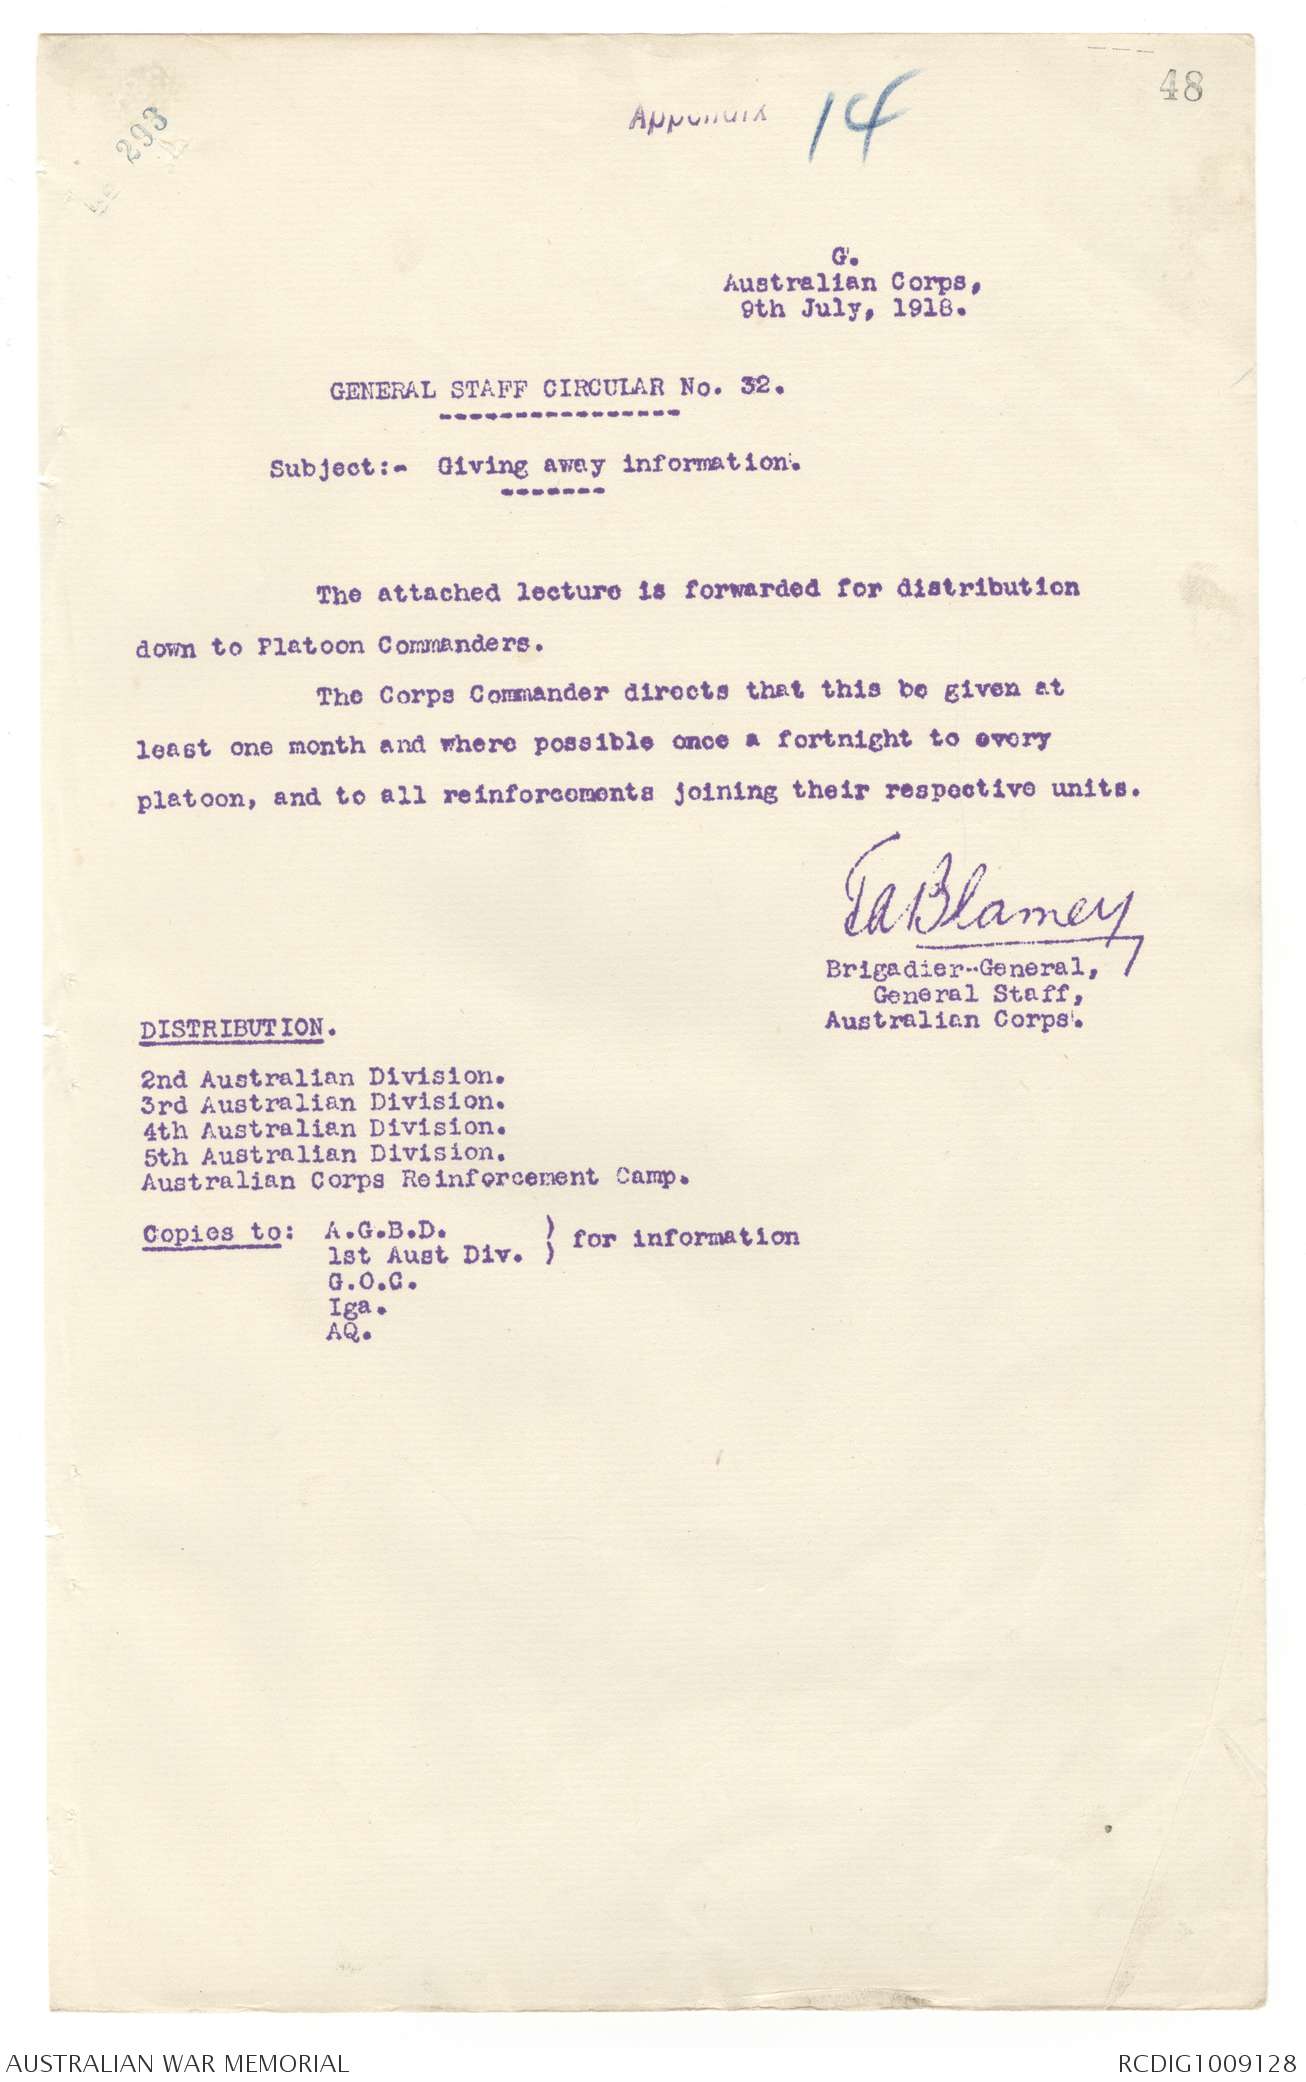 48
Appendix 14
293
G.
Australian Corps,
9th July, 1918.
GENERAL STAFF CIRCULAR No. 32.
Subject:- Giving away information.
The attached lecture is forwarded for distribution
down to Platoon Commanders.
The Corps Commander directs that this be given at
least one month and where possible once a fortnight to every
platoon, and to all reinforcements joining their respective units.
TA Blamey
Brigadier-General,
General Staff,
Australian Corps.
DISTRIBUTION.
2nd Australian Division.
3rd Australian Division.
4th Australian Division.
5th Australian Division.
Australian Corps Reinforcement Camp.
Copies to: A.G.B.D. )
1st Aust Div. ) for information
G.O.C.
Iga.
AQ.
AUSTRALIAN WAR MEMORIAL
RCDIG1009128